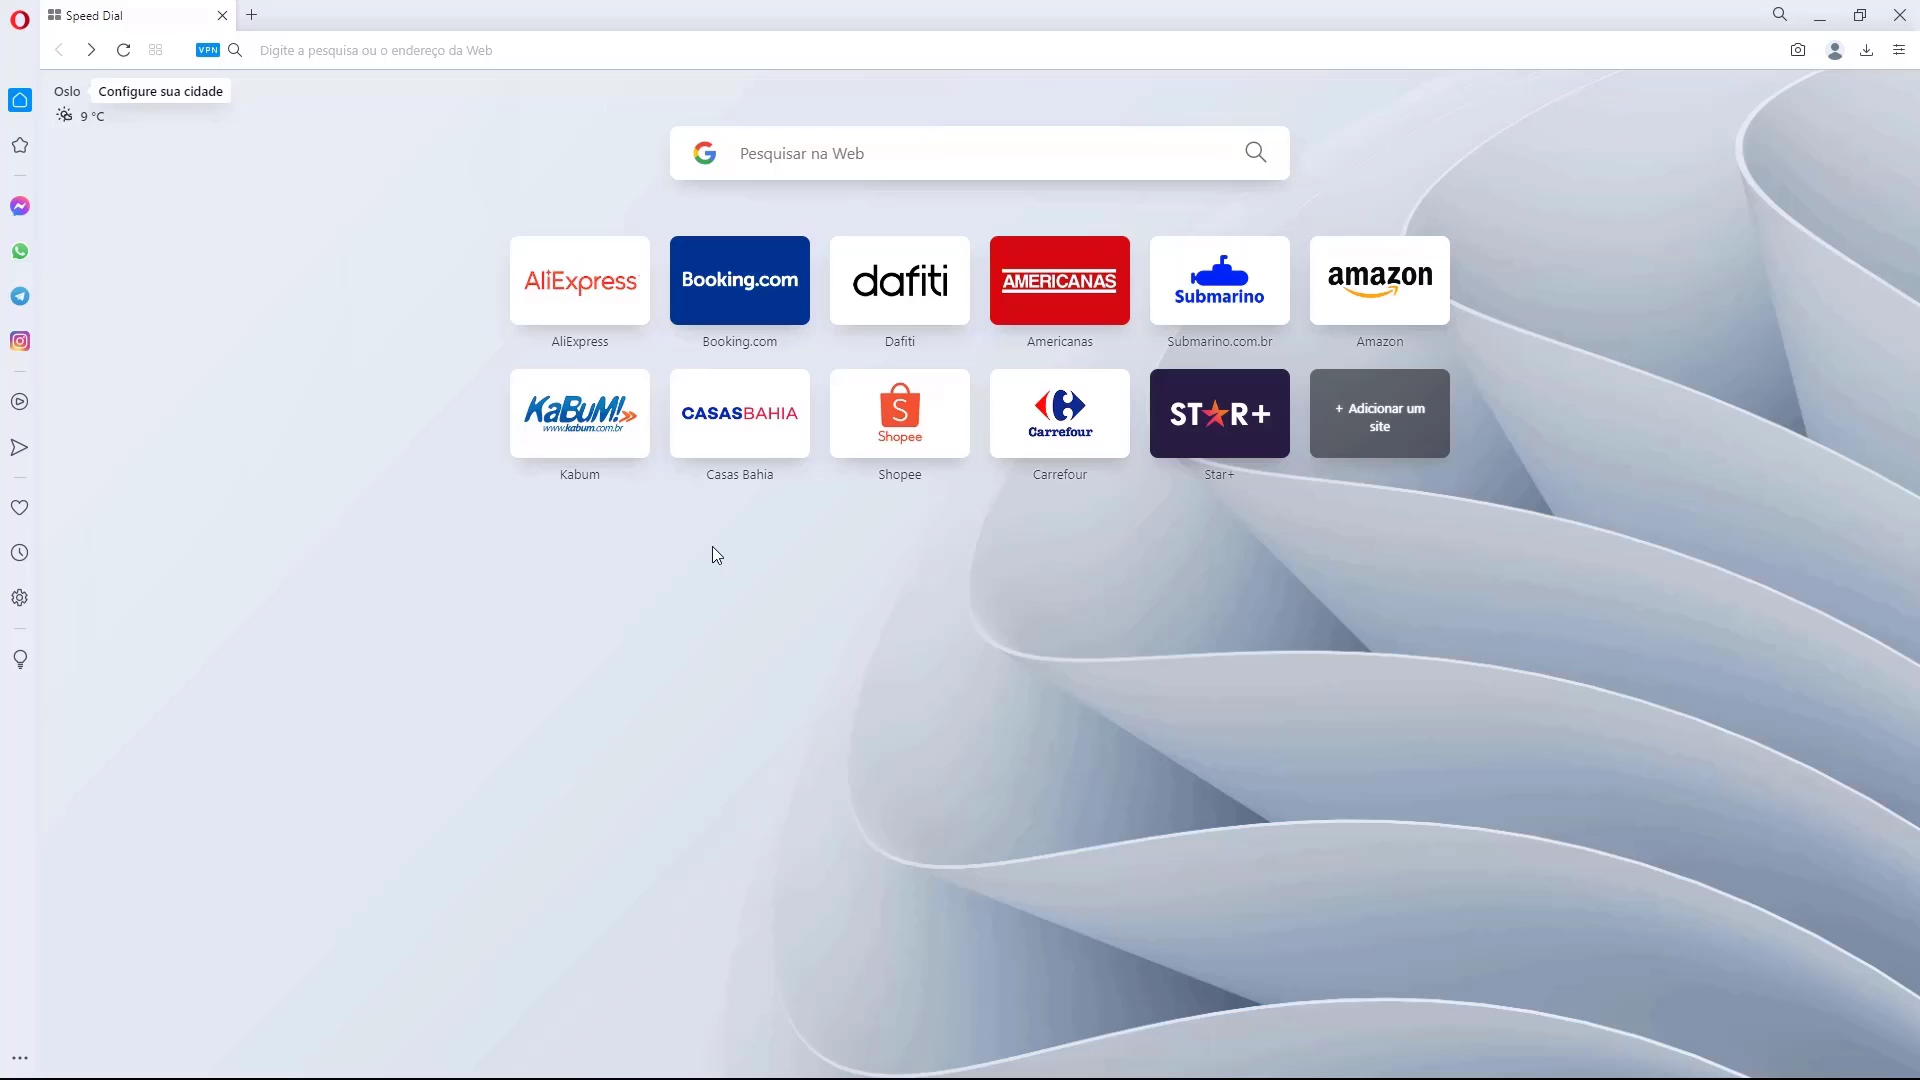 Speed Dial
VPN
Digite a pesquisa ou o endereço da Web
Oslo
Configure sua cidade
9 °C
Pesquisar na Web
AliExpress
Booking.com
dafiti
AMERICANAS
Submarino
amazon
AliExpress
Booking.com
Dafiti
Americanas
Submarino.com.br
Amazon
KaBuM!
www.kabum.com.br
CASASBAHIA
S
Shopee
Carrefour
ST★R+
+ Adicionar um
site
Kabum
Casas Bahia
Shopee
Carrefour
Star+